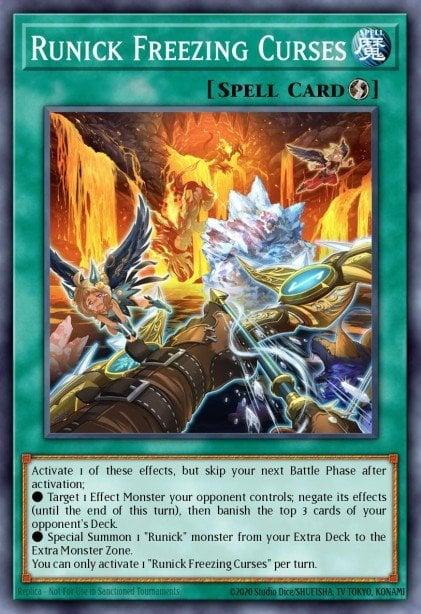 Runick Freezing Curses
SPELL
魔
[Spell Card]
Activate 1 of these effects, but skip your next Battle Phase after
activation;
● Target 1 Effect Monster your opponent controls; negate its effects
(until the end of this turn), then banish the top 3 cards of your
opponent's Deck.
● Special Summon 1 "Runick" monster from your Extra Deck to the
Extra Monster Zone.
You can only activate 1 "Runick Freezing Curses" per turn.
Replica - Not For Use in Sanctioned Tournaments
©2020 Studio Dice/SHUEISHA, TV TOKYO, KONAMI